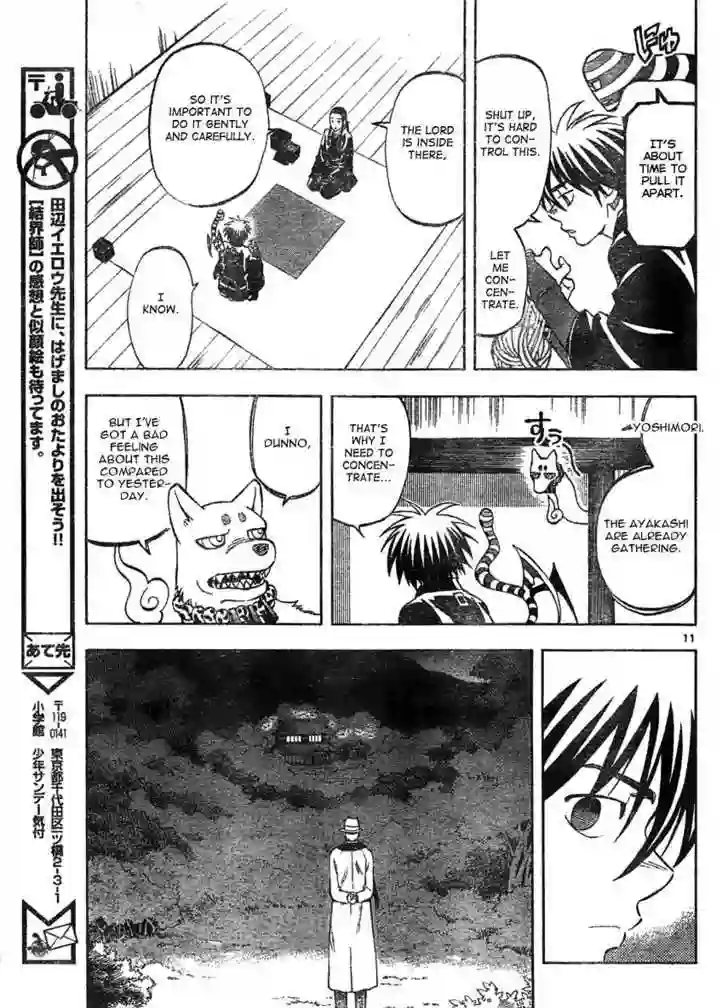 にゅ
IT'S
ABOUT
TIME TO
PULL IT
APART.
SHUT UP,
IT'S HARD
TO CON-
TROL THIS.
LET
ME
CON-
CEN-
TRATE.
THE LORD
IS INSIDE
THERE,
SO IT'S
IMPORTANT TO
DO IT GENTLY
AND CAREFULLY.
I
KNOW.
YOSHIMORI.
すぅ
THE AYAKASHI
ARE ALREADY
GATHERING.
THAT'S
WHY I
NEED TO
CONCEN-
TRATE...
I
DUNNO,
BUT I'VE
GOT A BAD
FEELING
ABOUT THIS
COMPARED
TO YESTER-
DAY.
11
〒
田辺イエロウ先生に、はげましのおたよりを出そう!!
【結界師】の感想と似顔絵も待ってます。
あて先
〒119-0141 東京都千代田区一ツ橋2-3-1
小学館 少年サンデー気付